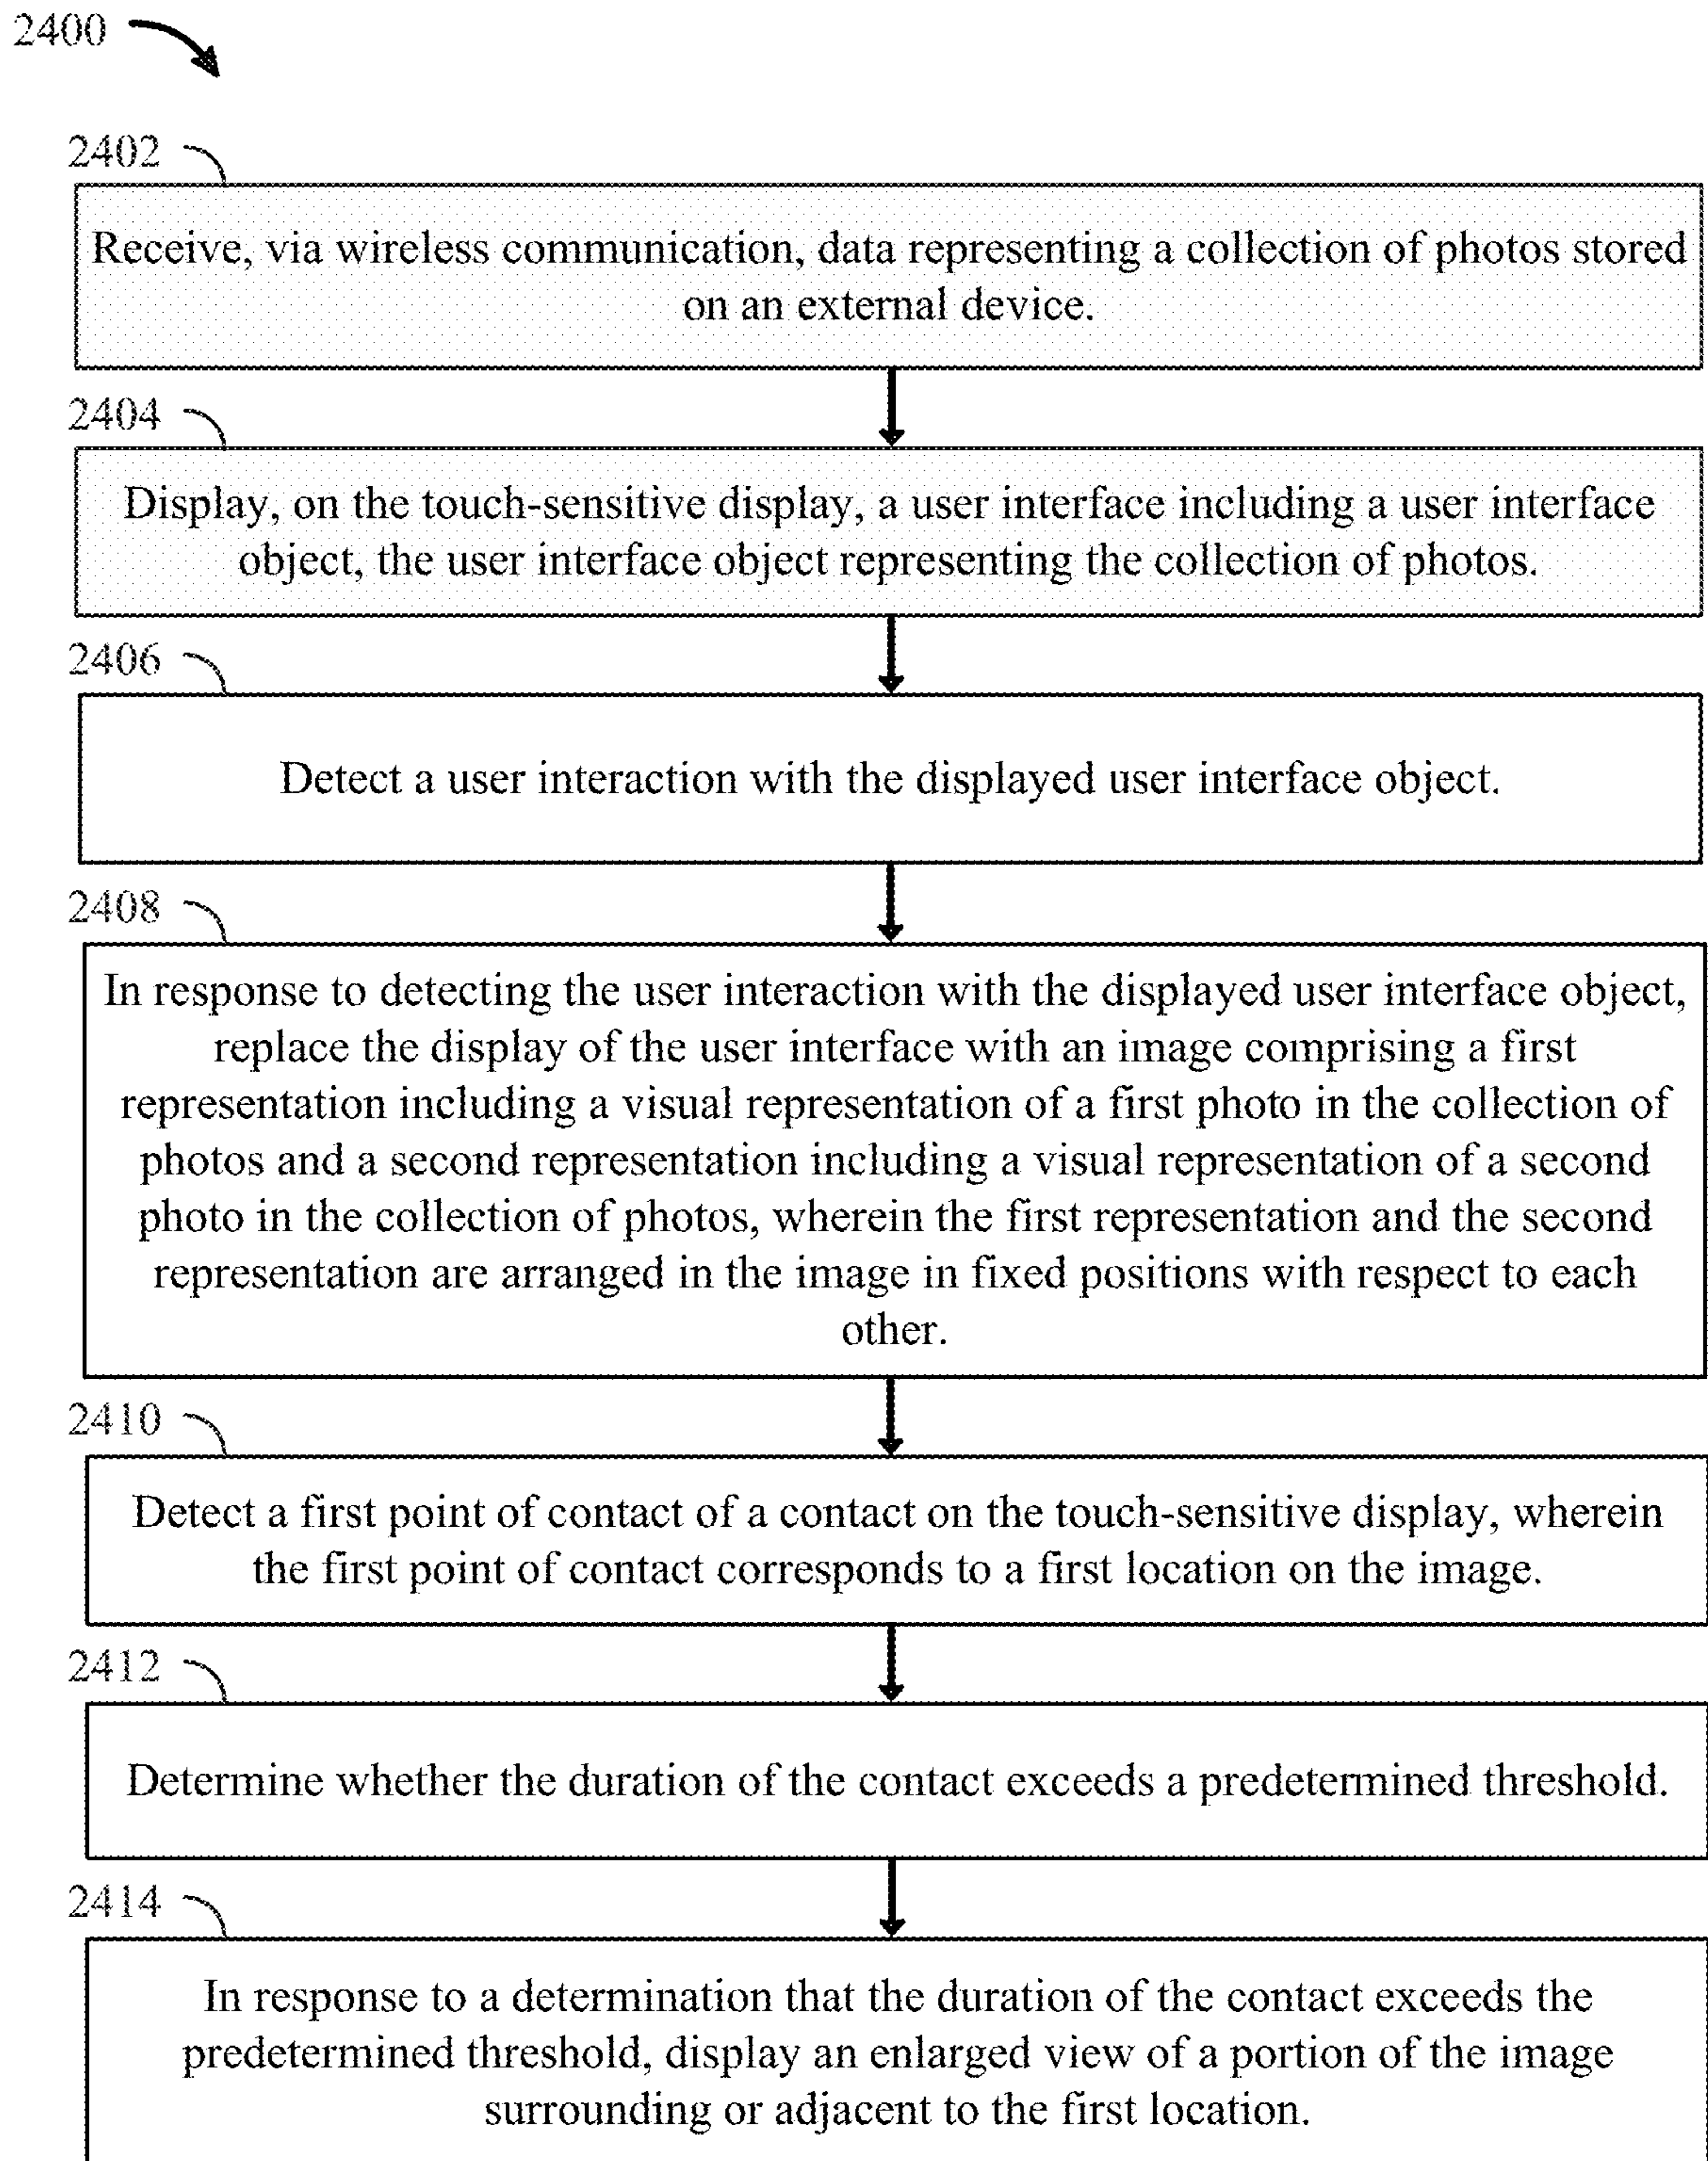 2400
2402
Receive, via wireless communication, data representing a collection of photos stored
on an external device.
2404
Display, on the touch-sensitive display, a user interface including a user interface
object, the user interface object representing the collection of photos.
2406
Detect a user interaction with the displayed user interface object.
2408
In response to detecting the user interaction with the displayed user interface object,
replace the display of the user interface with an image comprising a first
representation including a visual representation of a first photo in the collection of
photos and a second representation including a visual representation of a second
photo in the collection of photos, wherein the first representation and the second
representation are arranged in the image in fixed positions with respect to each
other.
2410
Detect a first point of contact of a contact on the touch-sensitive display, wherein
the first point of contact corresponds to a first location on the image.
2412
Determine whether the duration of the contact exceeds a predetermined threshold.
2414
In response to a determination that the duration of the contact exceeds the
predetermined threshold, display an enlarged view of a portion of the image
surrounding or adjacent to the first location.